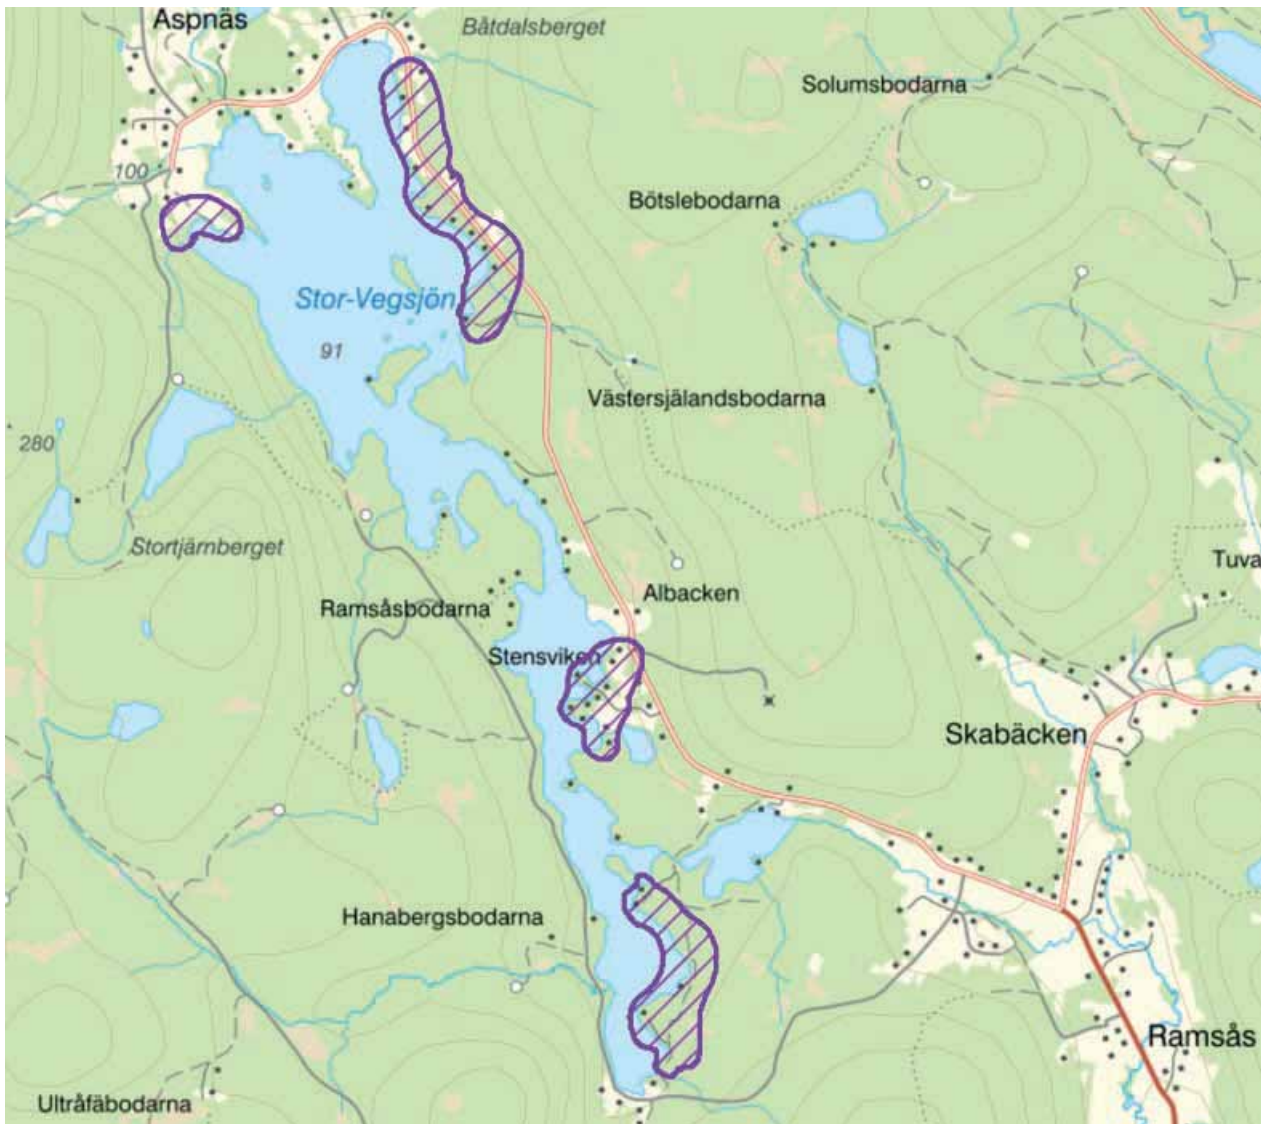 Aspnäs
Båtdalsberget
Solumsbodarna
100
Bötslebodarna
Stor-Vegsjön
91
Västersjälandsbodarna
280
Stortjärnberget
Tuva
Albacken
Ramsåsbodarna
Stensviken
Skabäcken
Hanabergsbodarna
Ramsås
Ultråfäbodarna